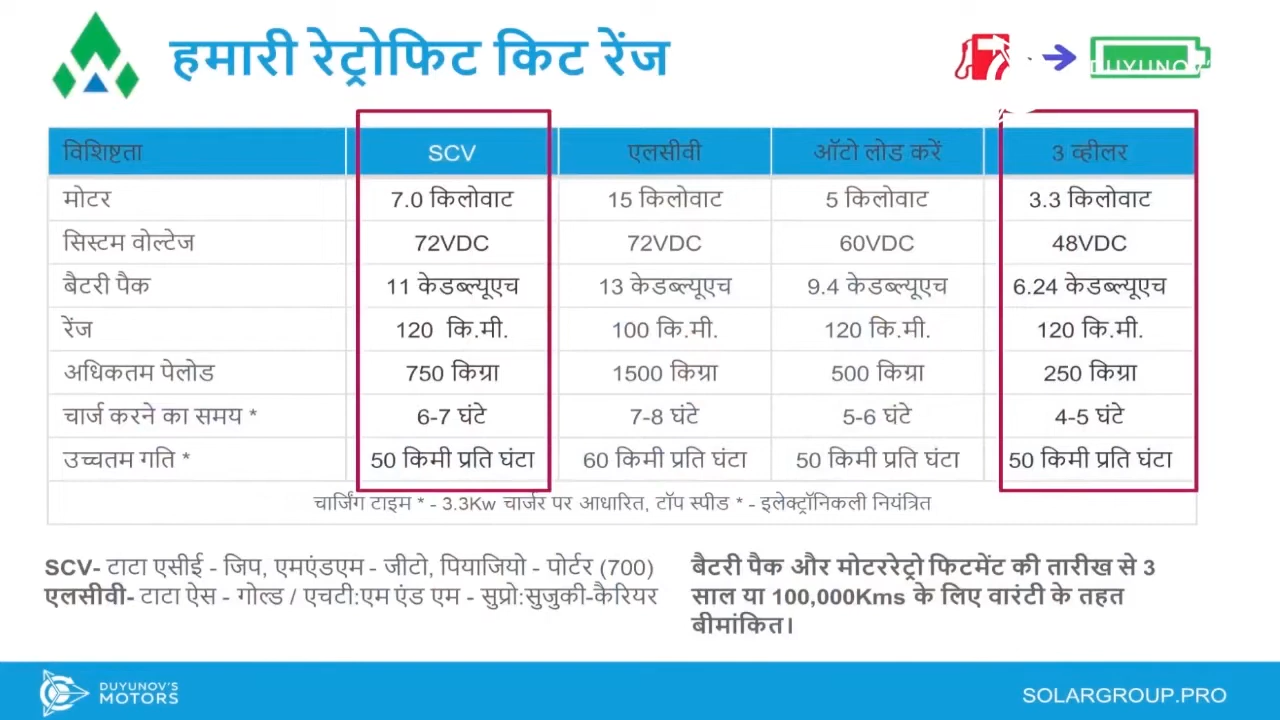 हमारी रेट्रोफिट किट रेंज
DUYUNOV
विशिष्टता SCV एलसीवी ऑटो लोड करें 3 व्हीलर
मोटर 7.0 किलोवाट 15 किलोवाट 5 किलोवाट 3.3 किलोवाट
सिस्टम वोल्टेज 72VDC 72VDC 60VDC 48VDC
बैटरी पैक 11 केडब्ल्यूएच 13 केडब्ल्यूएच 9.4 केडब्ल्यूएच 6.24 केडब्ल्यूएच
रेंज 120 कि.मी. 100 कि.मी. 120 कि.मी. 120 कि.मी.
अधिकतम पेलोड 750 किग्रा 1500 किग्रा 500 किग्रा 250 किग्रा
चार्ज करने का समय * 6-7 घंटे 7-8 घंटे 5-6 घंटे 4-5 घंटे
उच्चतम गति * 50 किमी प्रति घंटा 60 किमी प्रति घंटा 50 किमी प्रति घंटा 50 किमी प्रति घंटा
चार्जिंग टाइम * - 3.3Kw चार्जर पर आधारित, टॉप स्पीड * - इलेक्ट्रॉनिकली नियंत्रित
SCV- टाटा एसीई - जिप, एमएंडएम - जीटो, पियाजियो - पोर्टर (700)
एलसीवी- टाटा ऐस - गोल्ड / एचटी:एम एंड एम - सुप्रो:सुजुकी-कैरियर
बैटरी पैक और मोटररेट्रो फिटमेंट की तारीख से 3
साल या 100,000Kms के लिए वारंटी के तहत
बीमांकित।
DUYUNOV'S
MOTORS
SOLARGROUP.PRO